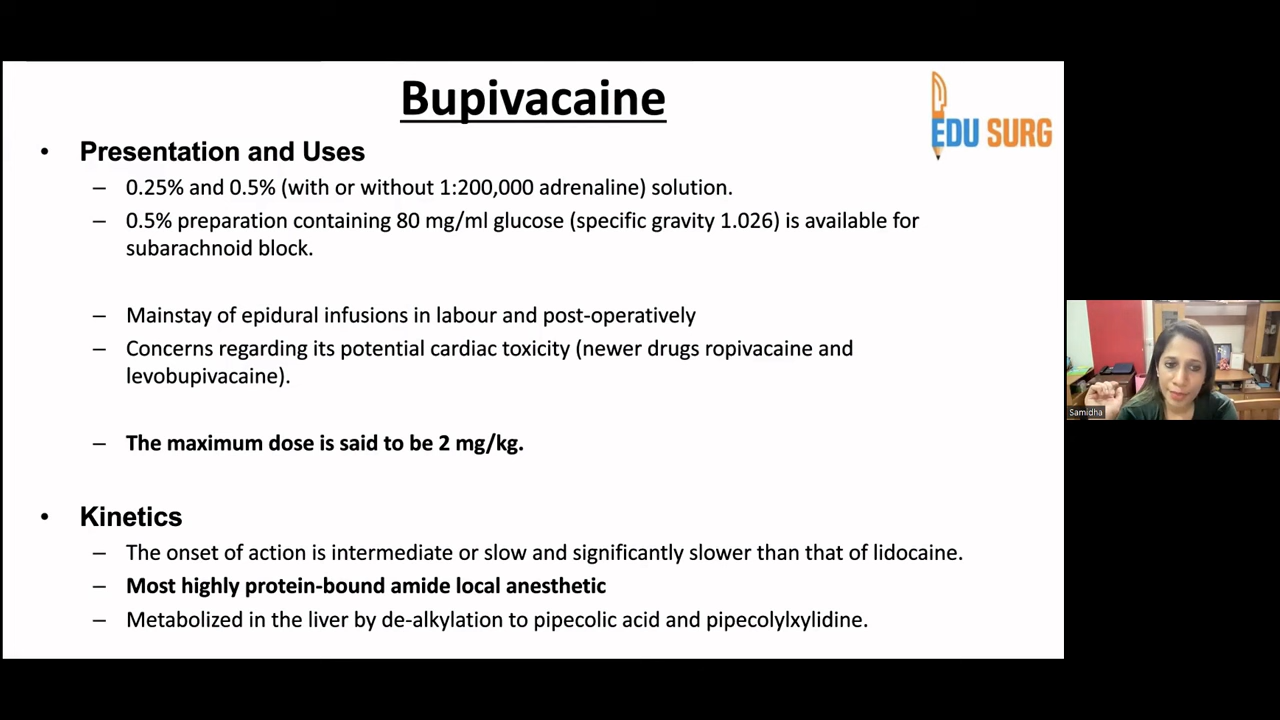 Bupivacaine
EDU SURG
• Presentation and Uses
– 0.25% and 0.5% (with or without 1:200,000 adrenaline) solution.
– 0.5% preparation containing 80 mg/ml glucose (specific gravity 1.026) is available for
subarachnoid block.
– Mainstay of epidural infusions in labour and post-operatively
– Concerns regarding its potential cardiac toxicity (newer drugs ropivacaine and
levobupivacaine).
– The maximum dose is said to be 2 mg/kg.
• Kinetics
– The onset of action is intermediate or slow and significantly slower than that of lidocaine.
– Most highly protein-bound amide local anesthetic
– Metabolized in the liver by de-alkylation to pipecolic acid and pipecolylxylidine.
Samidha